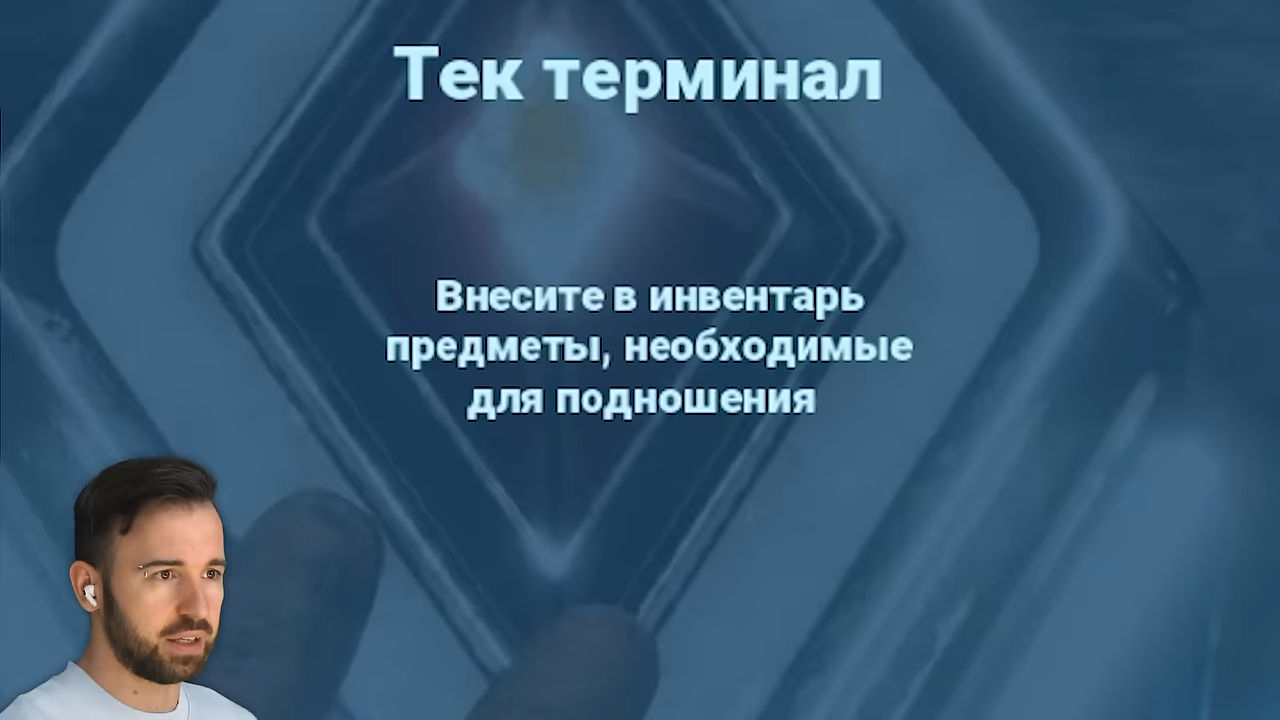 Тек терминал
Внесите в инвентарь
предметы, необходимые
для подношения